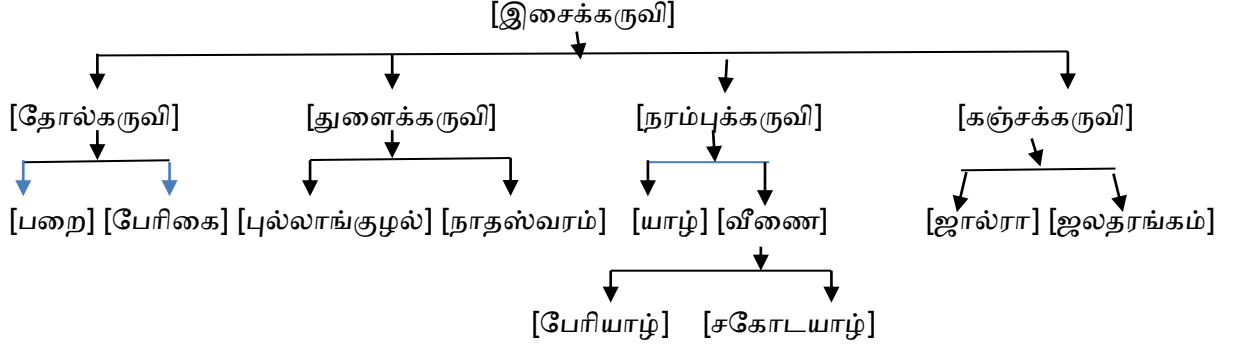 [இசைக்கருவி]
[தோல்கருவி] [துளைக்கருவி] [நரம்புக்கருவி] [கஞ்சக்கருவி]
[பறை] [பேரிகை] [புல்லாங்குழல்] [நாதஸ்வரம்] [யாழ்] [வீணை] [ஜால்ரா] [ஜலதரங்கம்]
[பேரியாழ்] [சகோடயாழ்]